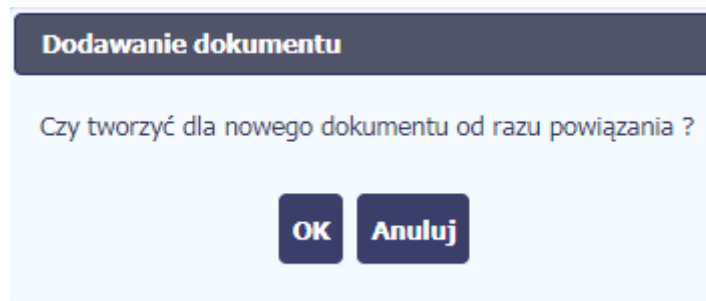 Dodawanie dokumentu
Czy tworzyć dla nowego dokumentu od razu powiązania ?
OK Anuluj